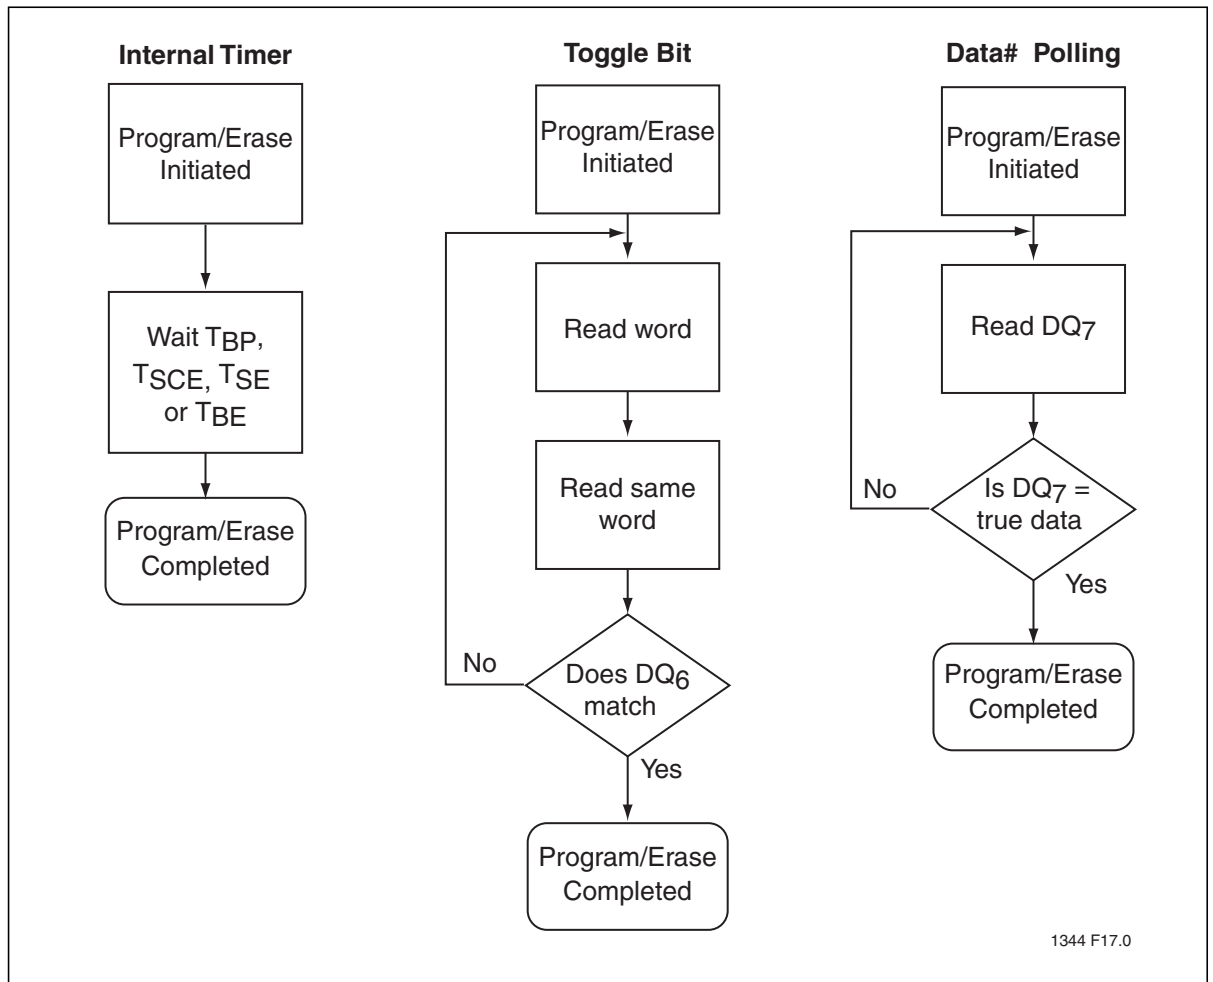 Internal Timer
Program/Erase
Initiated
Wait TBP,
TSCE, TSE
or TBE
Program/Erase
Completed
Toggle Bit
Program/Erase
Initiated
Read word
Read same
word
Does DQ6
match
No
Yes
Program/Erase
Completed
Data# Polling
Program/Erase
Initiated
Read DQ7
Is DQ7 =
true data
No
Yes
Program/Erase
Completed
1344 F17.0